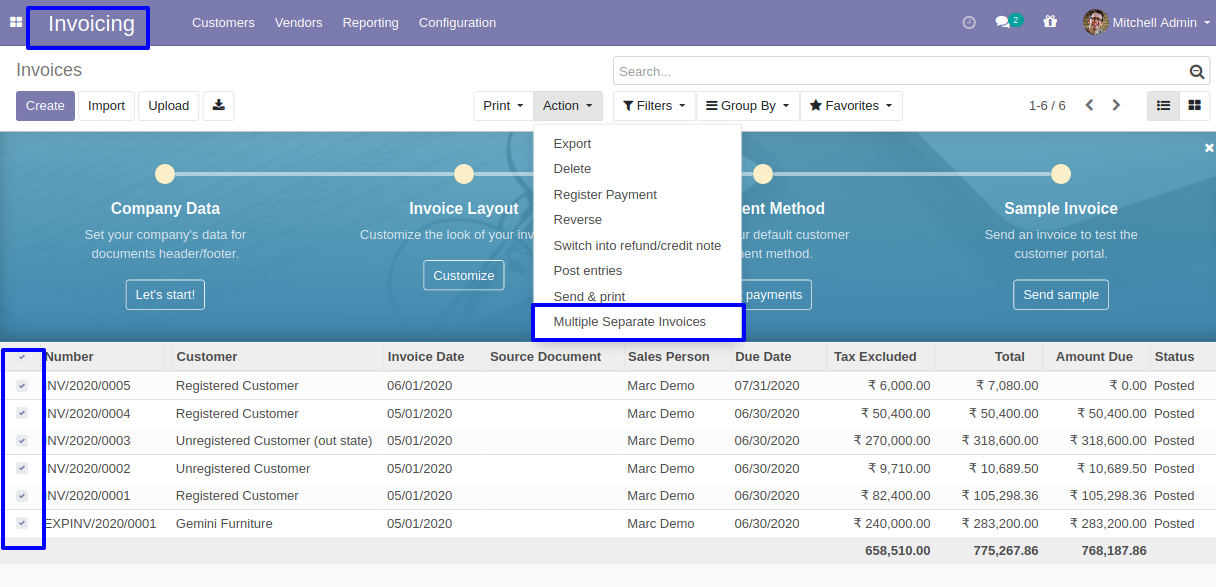 Invoicing Customers Vendors Reporting Configuration 2 Mitchell Admin
Invoices Search...
Create Import Upload Print Action Filters Group By Favorites 1-6 / 6
Export
Delete
Register Payment
Reverse
Switch into refund/credit note
Post entries
Send & print
Multiple Separate Invoices
Company Data
Set your company's data for
documents header/footer.
Let's start!
Invoice Layout
Customize the look of your inv
Customize
ent Method
ur default customer
ment method.
payments
Sample Invoice
Send an invoice to test the
customer portal.
Send sample
Number Customer Invoice Date Source Document Sales Person Due Date Tax Excluded Total Amount Due Status
INV/2020/0005 Registered Customer 06/01/2020 Marc Demo 07/31/2020 ₹ 6,000.00 ₹ 7,080.00 ₹ 0.00 Posted
INV/2020/0004 Registered Customer 05/01/2020 Marc Demo 06/30/2020 ₹ 50,400.00 ₹ 50,400.00 ₹ 50,400.00 Posted
INV/2020/0003 Unregistered Customer (out state) 05/01/2020 Marc Demo 06/30/2020 ₹ 270,000.00 ₹ 318,600.00 ₹ 318,600.00 Posted
INV/2020/0002 Unregistered Customer 05/01/2020 Marc Demo 06/30/2020 ₹ 9,710.00 ₹ 10,689.50 ₹ 10,689.50 Posted
INV/2020/0001 Registered Customer 05/01/2020 Marc Demo 06/30/2020 ₹ 82,400.00 ₹ 105,298.36 ₹ 105,298.36 Posted
EXPINV/2020/0001 Gemini Furniture 05/01/2020 Marc Demo 06/30/2020 ₹ 240,000.00 ₹ 283,200.00 ₹ 283,200.00 Posted
658,510.00 775,267.86 768,187.86